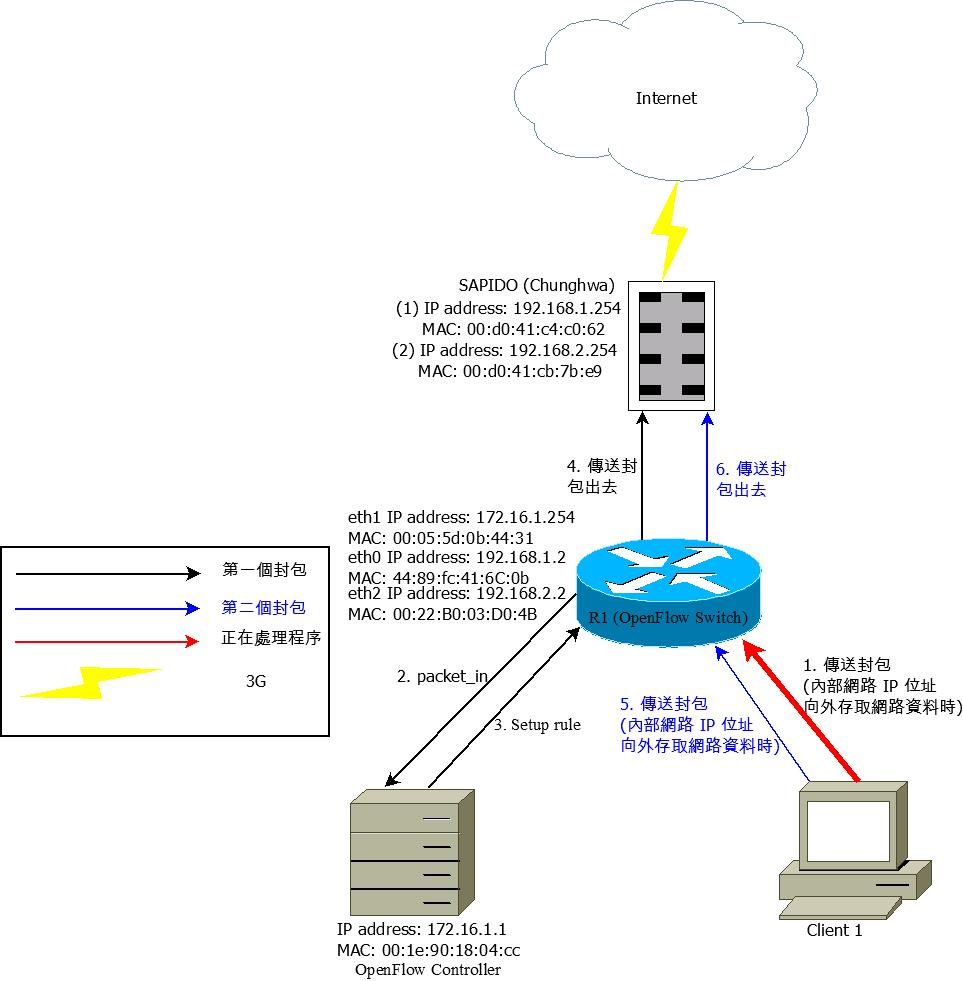 Internet
SAPIDO (Chunghwa)
(1) IP address: 192.168.1.254
MAC: 00:d0:41:c4:c0:62
(2) IP address: 192.168.2.254
MAC: 00:d0:41:cb:7b:e9
4. 傳送封
包出去
6. 傳送封
包出去
eth1 IP address: 172.16.1.254
MAC: 00:05:5d:0b:44:31
eth0 IP address: 192.168.1.2
MAC: 44:89:fc:41:6C:0b
eth2 IP address: 192.168.2.2
MAC: 00:22:B0:03:D0:4B
R1 (OpenFlow Switch)
第一個封包
第二個封包
正在處理程序
3G
2. packet_in
3. Setup rule
1. 傳送封包
(內部網路 IP 位址
向外存取網路資料時)
5. 傳送封包
(內部網路 IP 位址
向外存取網路資料時)
IP address: 172.16.1.1
MAC: 00:1e:90:18:04:cc
OpenFlow Controller
Client 1